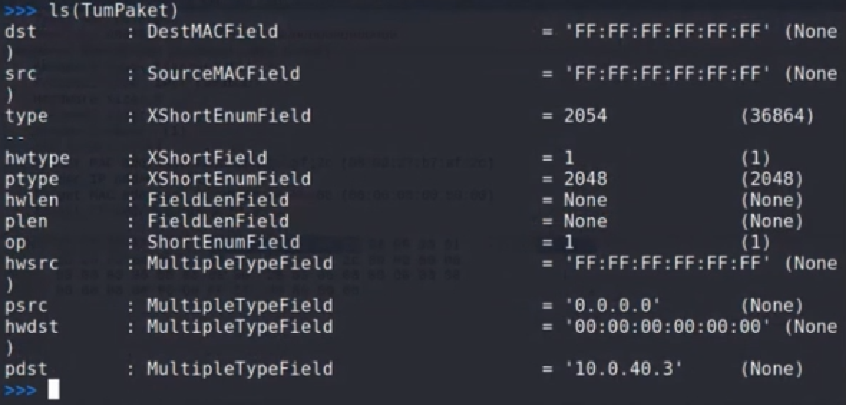 >>> ls(TumPaket)
dst        : DestMACField                        = 'FF:FF:FF:FF:FF:FF' (None
)
src        : SourceMACField                      = 'FF:FF:FF:FF:FF:FF' (None
)
type       : XShortEnumField                     = 2054            (36864)
--
hwtype     : XShortField                         = 1               (1)
ptype      : XShortEnumField                     = 2048            (2048)
hwlen      : FieldLenField                       = None            (None)
plen       : FieldLenField                       = None            (None)
op         : ShortEnumField                      = 1               (1)
hwsrc      : MultipleTypeField                   = 'FF:FF:FF:FF:FF:FF' (None
)
psrc       : MultipleTypeField                   = '0.0.0.0'       (None)
hwdst      : MultipleTypeField                   = '00:00:00:00:00:00' (None
)
pdst       : MultipleTypeField                   = '10.0.40.3'     (None)
>>>